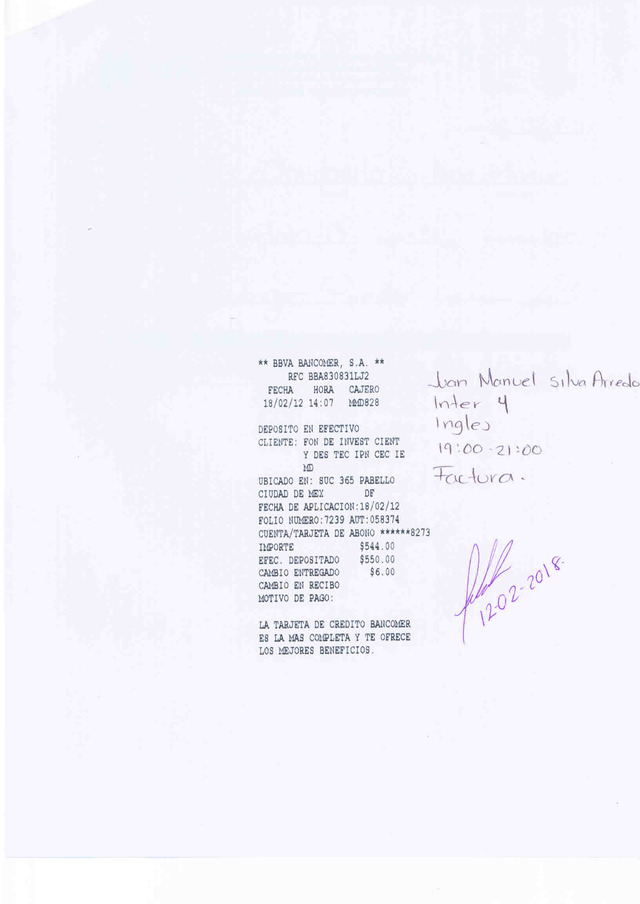 ** BBVA BANCOMER, S.A. **
RFC BBA830831LJ2
FECHA HORA CAJERO
18/02/12 14:07 MMD828
DEPOSITO EN EFECTIVO
CLIENTE: FON DE INVEST CIENT
Y DES TEC IPN CEC IE
MD
UBICADO EN: SUC 365 PABELLO
CIUDAD DE MEX DF
FECHA DE APLICACION:18/02/12
FOLIO NUMERO:7239 AUT:058374
CUENTA/TARJETA DE ABONO ******8273
IMPORTE $544.00
EFEC. DEPOSITADO $550.00
CAMBIO ENTREGADO $6.00
CAMBIO EN RECIBO
MOTIVO DE PAGO:
LA TARJETA DE CREDITO BANCOMER
ES LA MAS COMPLETA Y TE OFRECE
LOS MEJORES BENEFICIOS.
Juan Manuel Silva Arredo
Inter 4
Ingles
19:00-21:00
Factura.
12-02-2018.